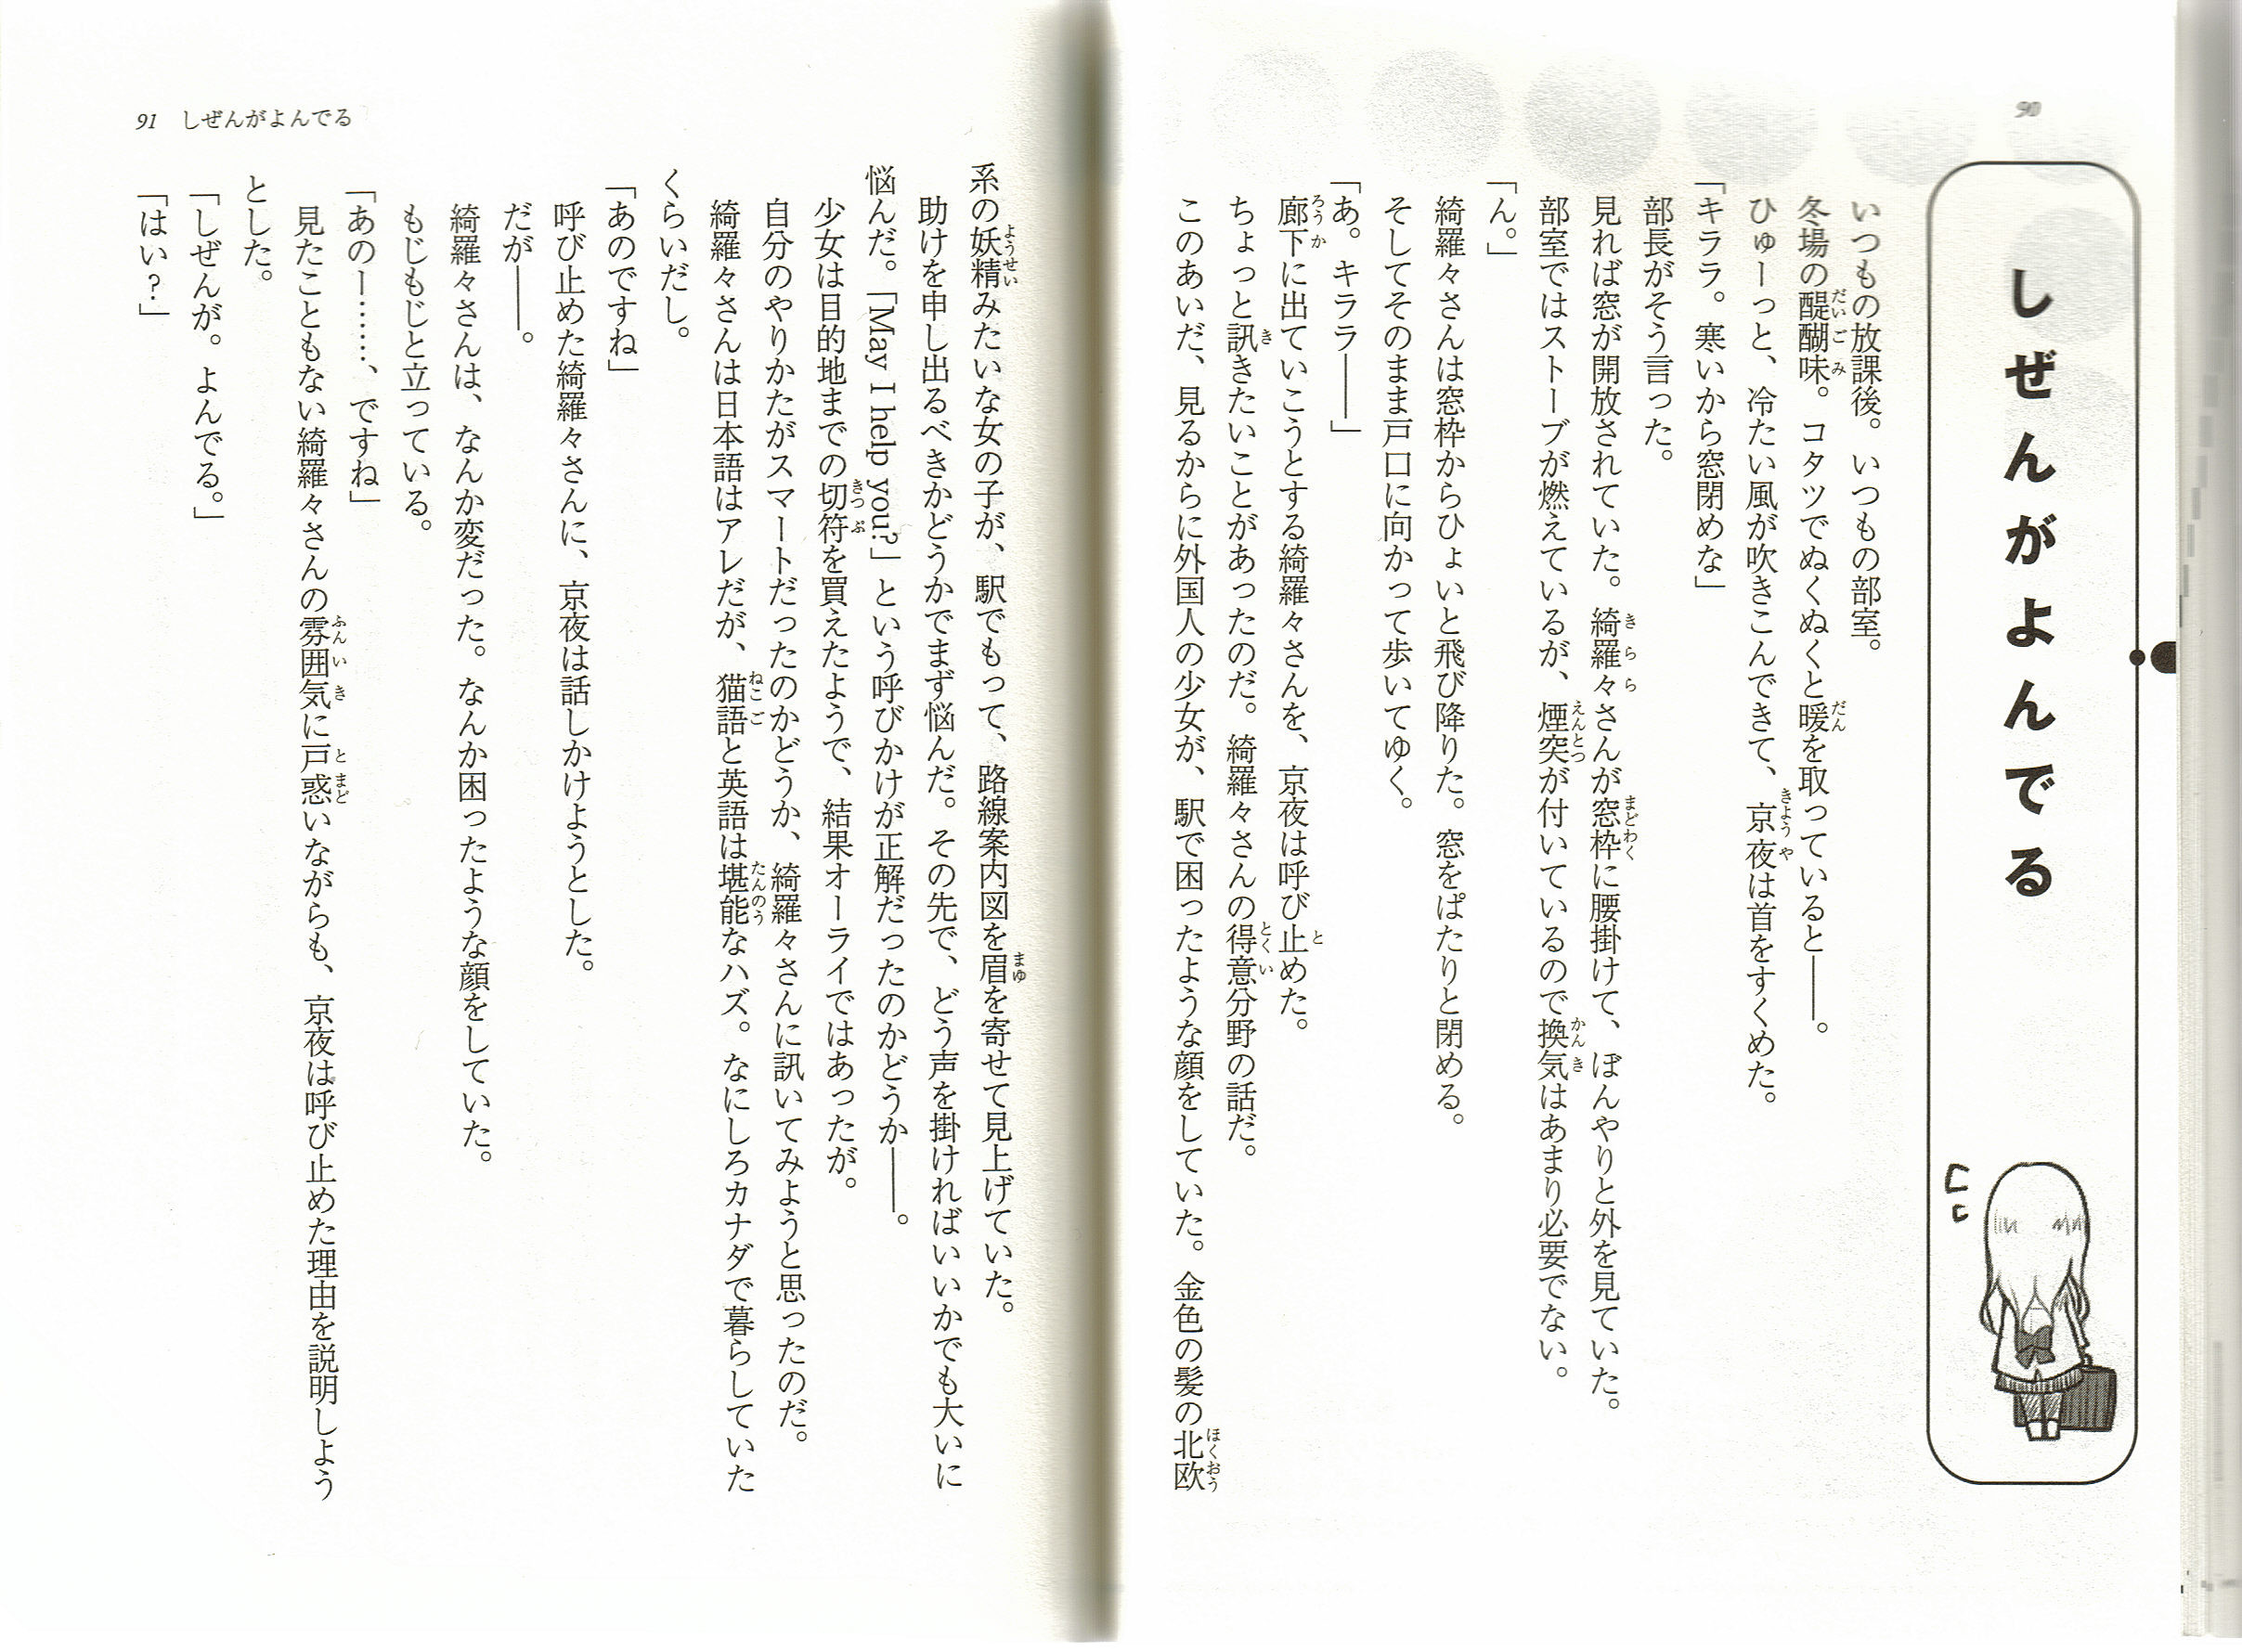 90
しぜんがよんでる
いつもの放課後。いつもの部室。
冬場の醍醐味。コタツでぬくぬくと暖を取っていると――。
ひゅーっと、冷たい風が吹きこんできて、京夜は首をすくめた。
「キララ。寒いから窓閉めな」
部長がそう言った。
見れば窓が開放されていた。綺羅々さんが窓枠に腰掛けて、ぼんやりと外を見ていた。
部室ではストーブが燃えているが、煙突が付いているので換気はあまり必要でない。
「ん。」
綺羅々さんは窓枠からひょいと飛び降りた。窓をぱたりと閉める。
そしてそのまま戸口に向かって歩いてゆく。
「あ。キララ――」
廊下に出ていこうとする綺羅々さんを、京夜は呼び止めた。
ちょっと訊きたいことがあったのだ。綺羅々さんの得意分野の話だ。
このあいだ、見るからに外国人の少女が、駅で困ったような顔をしていた。金色の髪の北欧
系の妖精みたいな女の子が、駅でもって、路線案内図を眉を寄せて見上げていた。
助けを申し出るべきかどうかでまず悩んだ。その先で、どう声を掛ければいいかでも大いに
悩んだ。「May I help you?」という呼びかけが正解だったのかどうか――。
少女は目的地までの切符を買えたようで、結果オーライではあったが。
自分のやりかたがスマートだったのかどうか、綺羅々さんに訊いてみようと思ったのだ。
綺羅々さんは日本語はアレだが、猫語と英語は堪能なハズ。なにしろカナダで暮らしていた
くらいだし。
「あのですね」
呼び止めた綺羅々さんに、京夜は話しかけようとした。
だが――。
綺羅々さんは、なんか変だった。なんか困ったような顔をしていた。
もじもじと立っている。
「あのー……、ですね」
見たこともない綺羅々さんの雰囲気に戸惑いながらも、京夜は呼び止めた理由を説明しよう
とした。
「しぜんが。よんでる。」
「はい?」
91 しぜんがよんでる